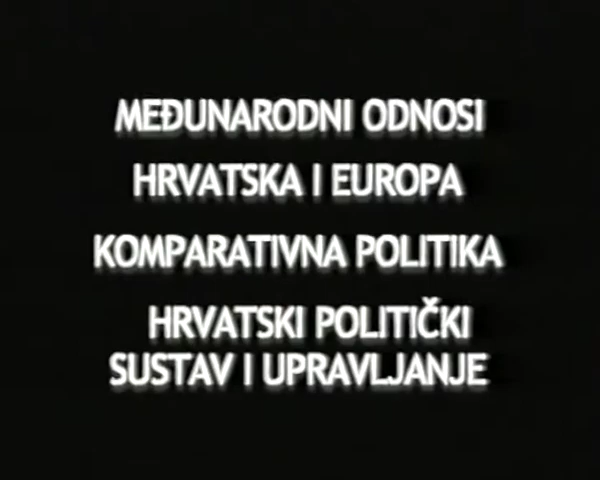 MEĐUNARODNI ODNOSI
HRVATSKA I EUROPA
KOMPARATIVNA POLITIKA
HRVATSKI POLITIČKI
SUSTAV I UPRAVLJANJE